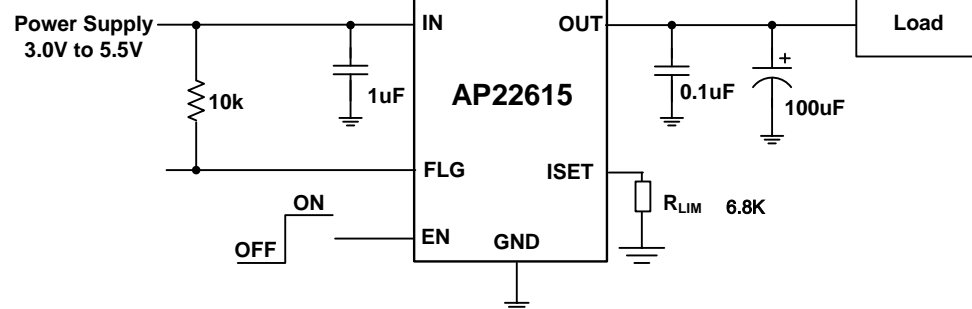 Power Supply
3.0V to 5.5V
IN
OUT
Load
10k
1uF
AP22615
0.1uF
+
100uF
FLG
ISET
RLIM 6.8K
ON
OFF
EN
GND